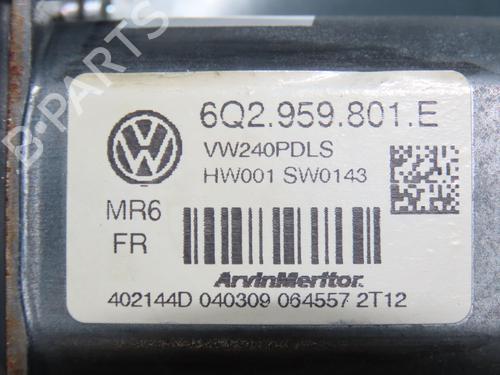 B-PARTS
6Q2.959.801.E
VW240PDLS
HW001 SW0143
MR6
FR
ArvinMeritor.
402144D 040309 064557 2T12